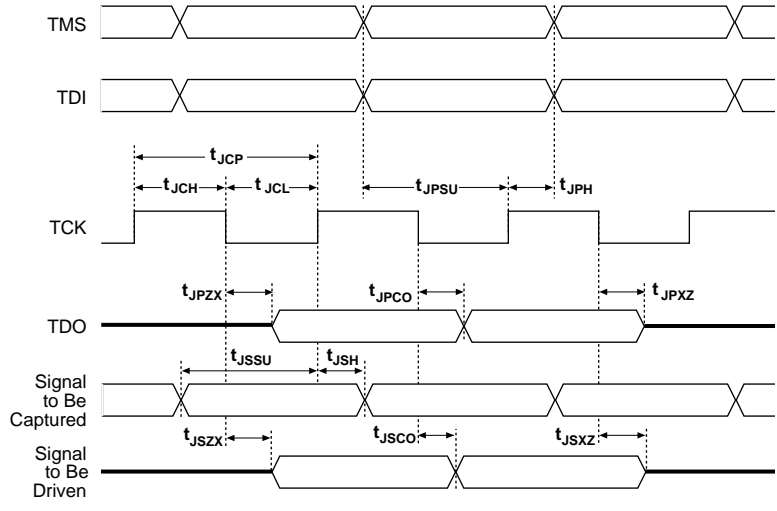 TMS
TDI
tJCP
tJCH
tJCL
tJPSU
tJPH
TCK
tJPZX
tJPCO
tJPXZ
TDO
tJSSU
tJSH
Signal
to Be
Captured
tJSZX
tJSCO
tJSXZ
Signal
to Be
Driven